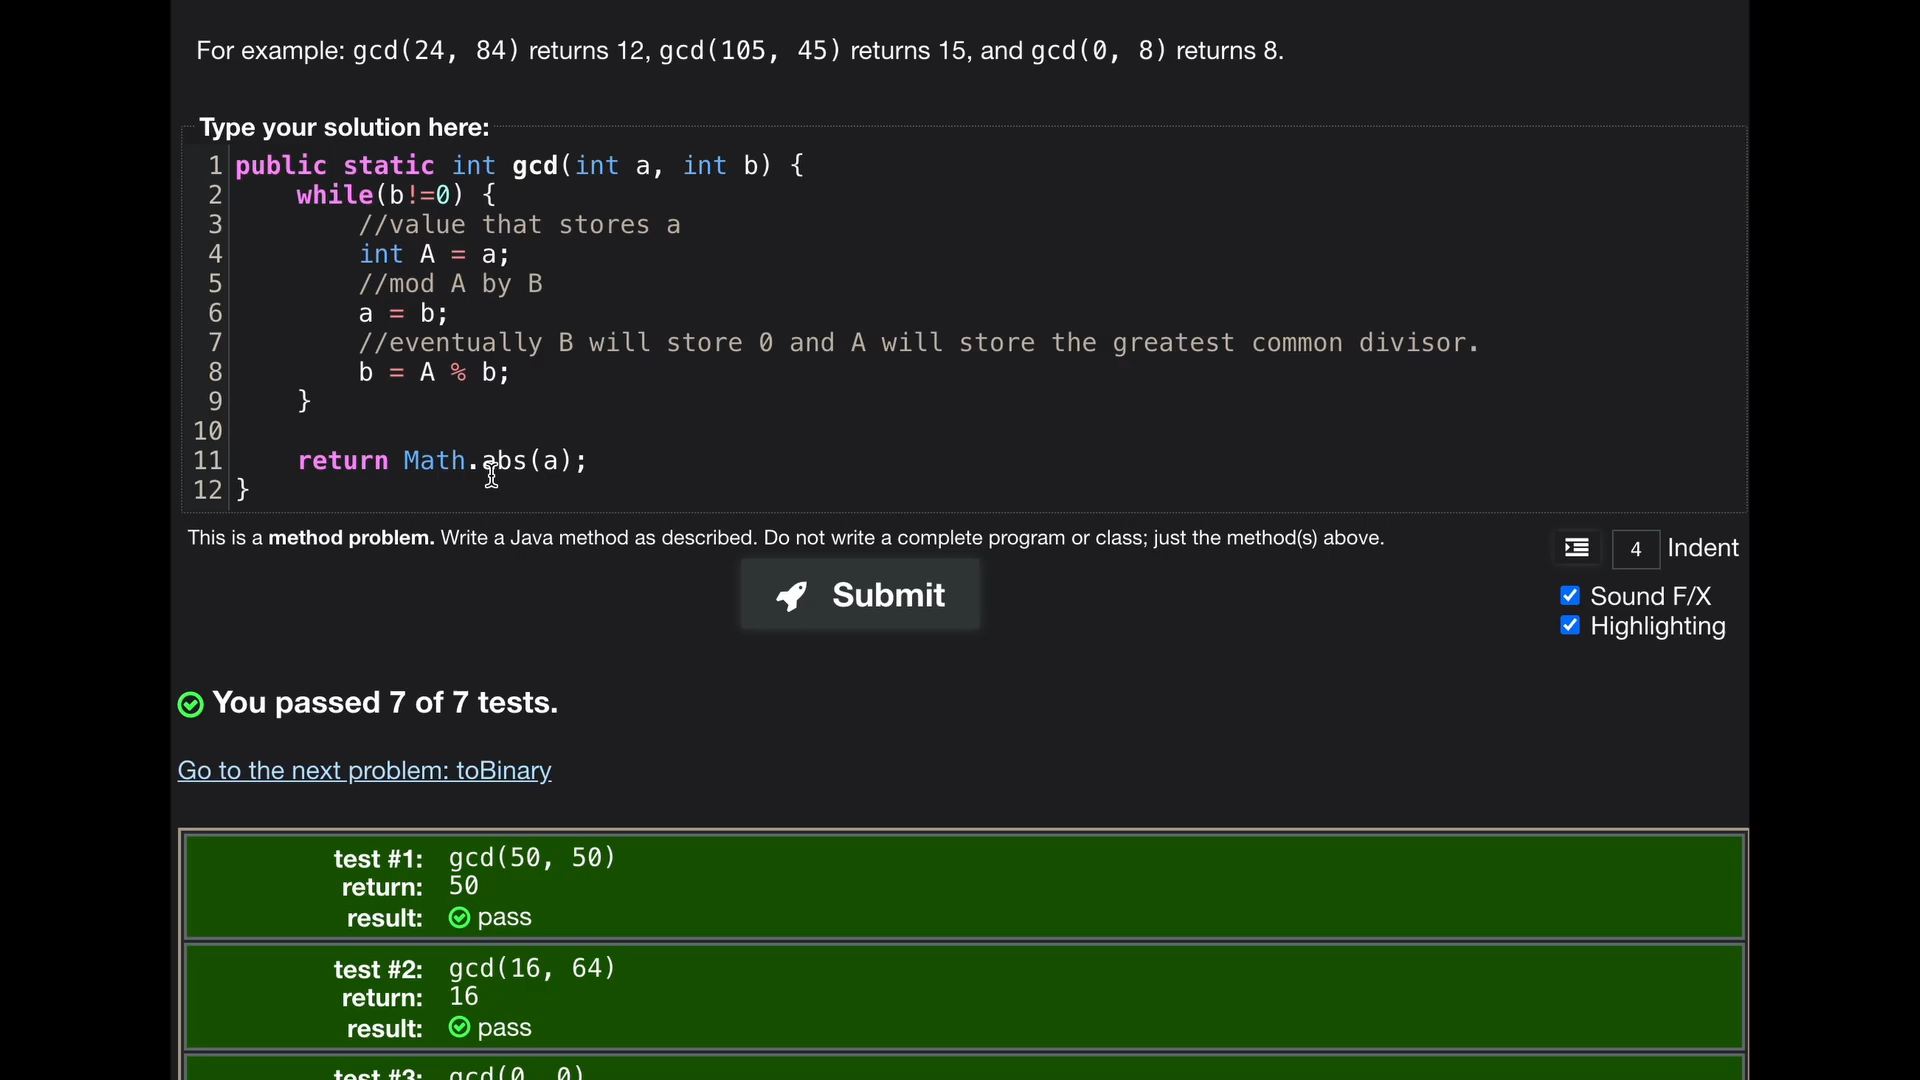 For example: gcd(24, 84) returns 12, gcd(105, 45) returns 15, and gcd(0, 8) returns 8.
Type your solution here:
1 public static int gcd(int a, int b) {
2     while(b!=0) {
3         //value that stores a
4         int A = a;
5         //mod A by B
6         a = b;
7         //eventually B will store 0 and A will store the greatest common divisor.
8         b = A % b;
9     }
10
11     return Math.abs(a);
12 }
This is a method problem. Write a Java method as described. Do not write a complete program or class; just the method(s) above.
4 Indent
Submit
Sound F/X
Highlighting
You passed 7 of 7 tests.
Go to the next problem: toBinary
test #1: gcd(50, 50)
return: 50
result: pass
test #2: gcd(16, 64)
return: 16
result: pass
test #3: gcd(0, 0)